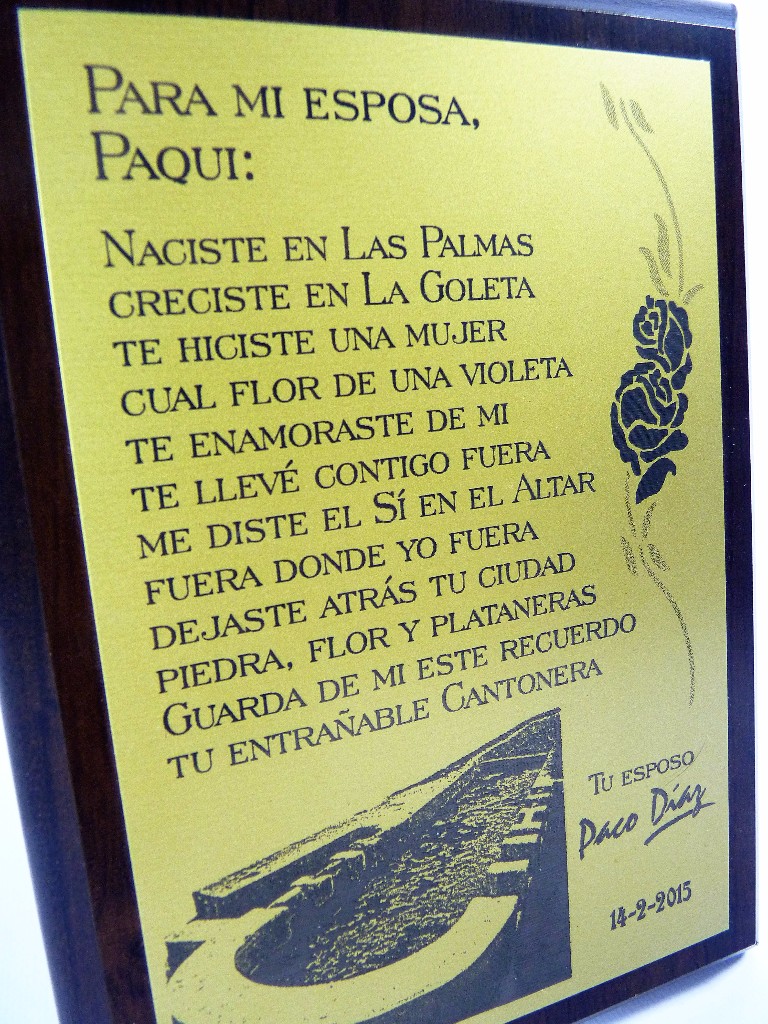 PARA MI ESPOSA,
PAQUI:
NACISTE EN LAS PALMAS
CRECISTE EN LA GOLETA
TE HICISTE UNA MUJER
CUAL FLOR DE UNA VIOLETA
TE ENAMORASTE DE MI
TE LLEVÉ CONTIGO FUERA
ME DISTE EL SÍ EN EL ALTAR
FUERA DONDE YO FUERA
DEJASTE ATRÁS TU CIUDAD
PIEDRA, FLOR Y PLATANERAS
GUARDA DE MI ESTE RECUERDO
TU ENTRAÑABLE CANTONERA
TU ESPOSO
Paco Díaz
14-2-2015